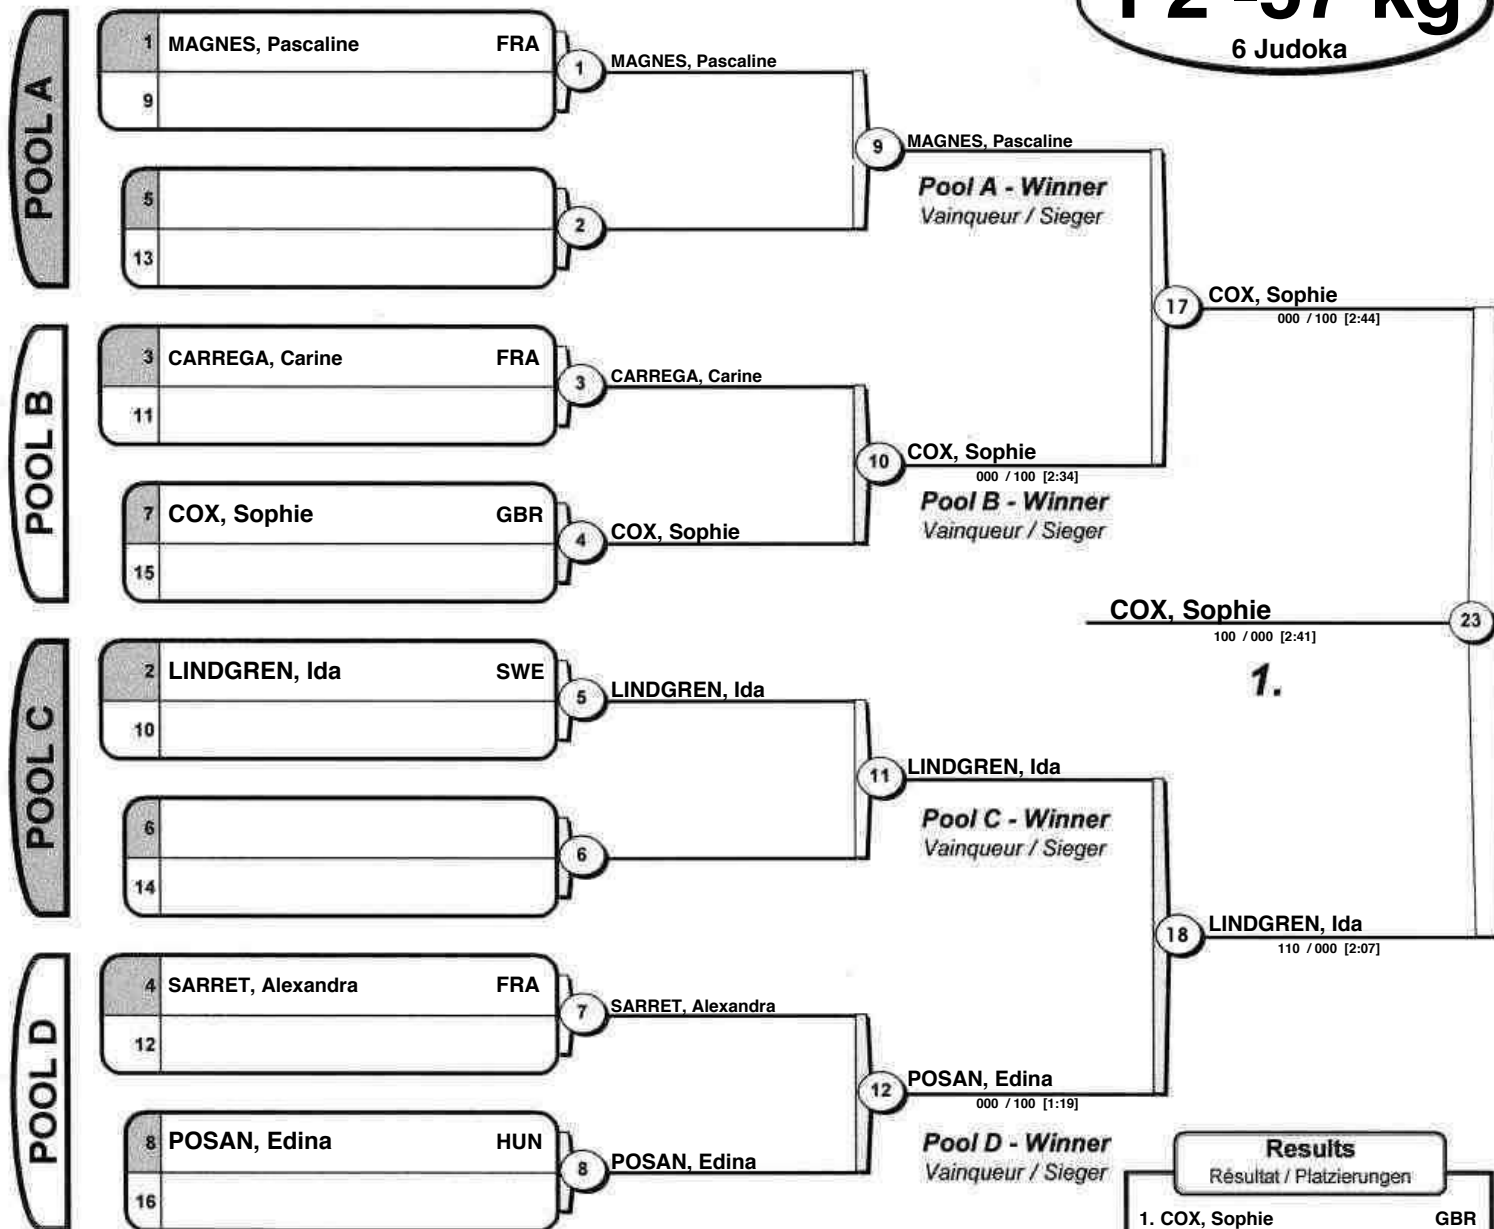 F2 -57 kg
6 Judoka
POOL A
1 MAGNES, Pascaline FRA
9
5
13
1 MAGNES, Pascaline
2
9 MAGNES, Pascaline
Pool A - Winner
Vainqueur / Sieger
POOL B
3 CARREGA, Carine FRA
11
7 COX, Sophie GBR
15
3 CARREGA, Carine
4 COX, Sophie
10 COX, Sophie
000 / 100 [2:34]
Pool B - Winner
Vainqueur / Sieger
17 COX, Sophie
000 / 100 [2:44]
COX, Sophie 23
100 / 000 [2:41]
1.
POOL C
2 LINDGREN, Ida SWE
10
6
14
5 LINDGREN, Ida
6
11 LINDGREN, Ida
Pool C - Winner
Vainqueur / Sieger
POOL D
4 SARRET, Alexandra FRA
12
8 POSAN, Edina HUN
16
7 SARRET, Alexandra
8 POSAN, Edina
12 POSAN, Edina
000 / 100 [1:19]
Pool D - Winner
Vainqueur / Sieger
18 LINDGREN, Ida
110 / 000 [2:07]
Results
Résultat / Platzierungen
1. COX, Sophie GBR